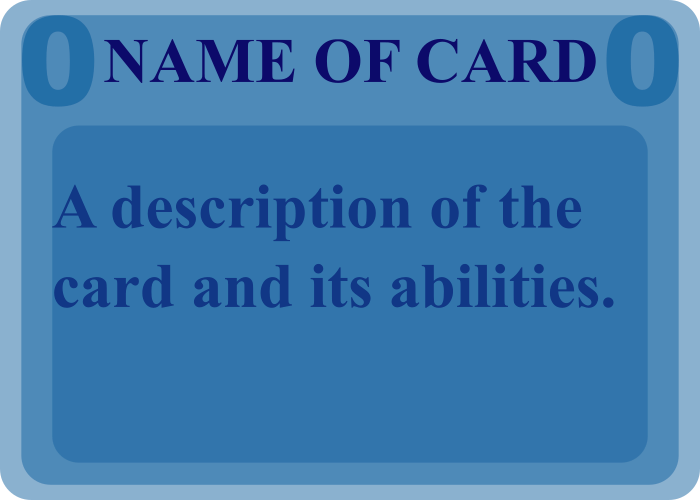 0 NAME OF CARD 0
A description of the
card and its abilities.